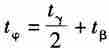 t_φ = t_γ/2 + t_β